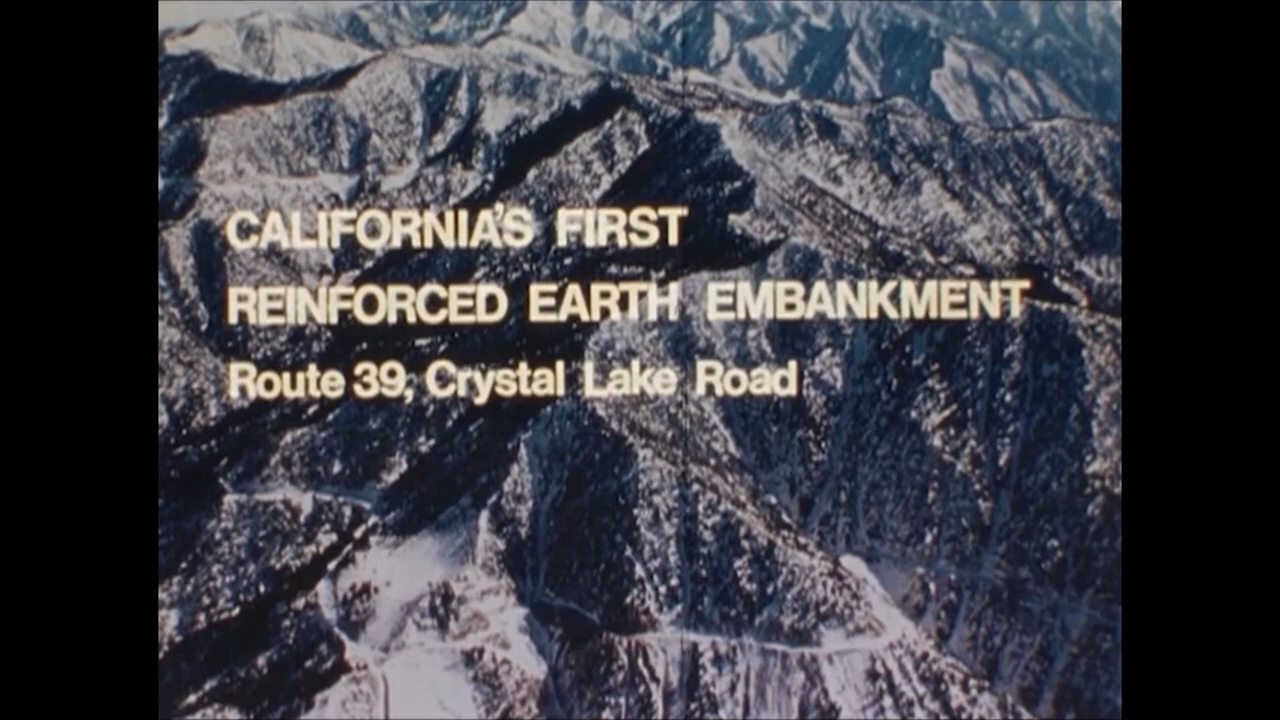 CALIFORNIA'S FIRST
REINFORCED EARTH EMBANKMENT
Route 39, Crystal Lake Road